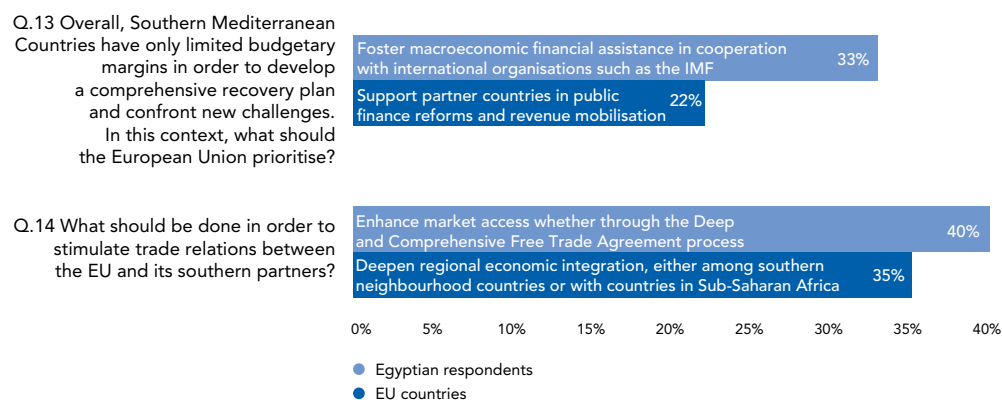 Q.13 Overall, Southern Mediterranean
Countries have only limited budgetary
margins in order to develop
a comprehensive recovery plan
and confront new challenges.
In this context, what should
the European Union prioritise?
Foster macroeconomic financial assistance in cooperation
with international organisations such as the IMF
33%
Support partner countries in public
finance reforms and revenue mobilisation
22%
Q.14 What should be done in order to
stimulate trade relations between
the EU and its southern partners?
Enhance market access whether through the Deep
and Comprehensive Free Trade Agreement process
40%
Deepen regional economic integration, either among southern
neighbourhood countries or with countries in Sub-Saharan Africa
35%
0% 5% 10% 15% 20% 25% 30% 35% 40%
Egyptian respondents
EU countries